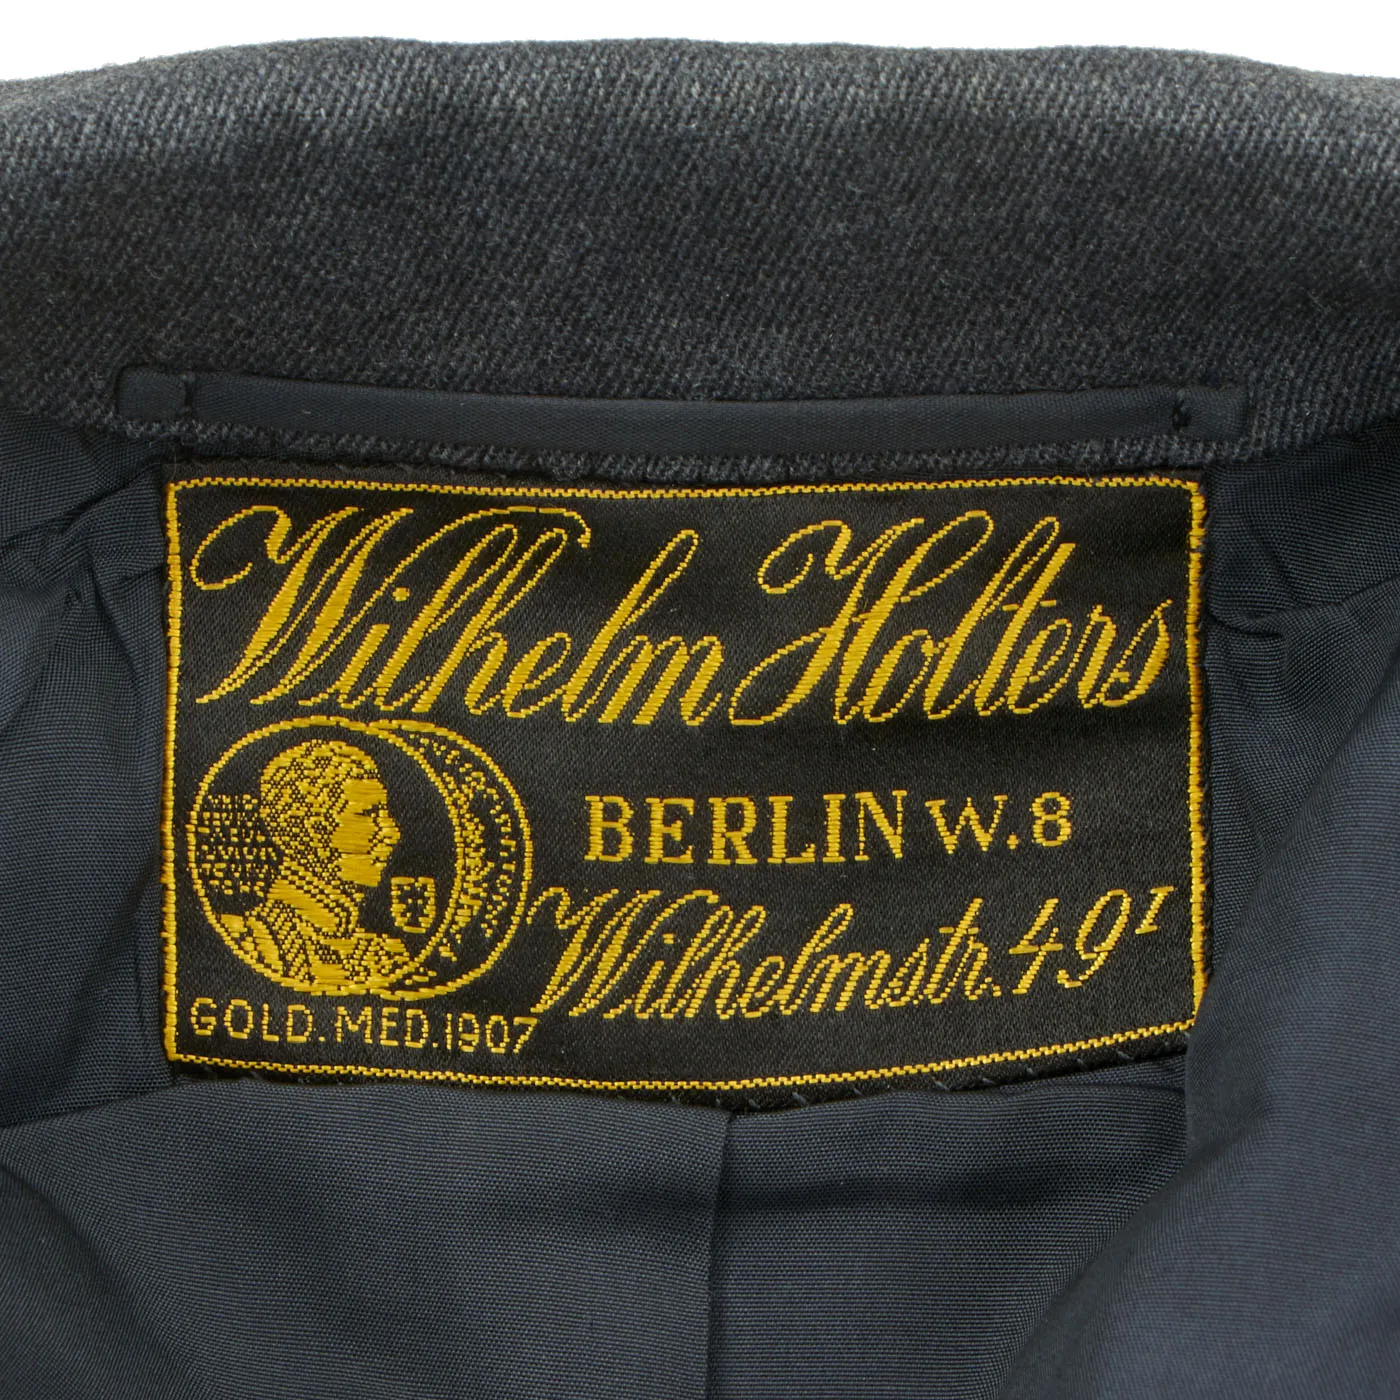 Wilhelm Holters
BERLIN W.8
Wilhelmstr. 49I
GOLD. MED. 1907